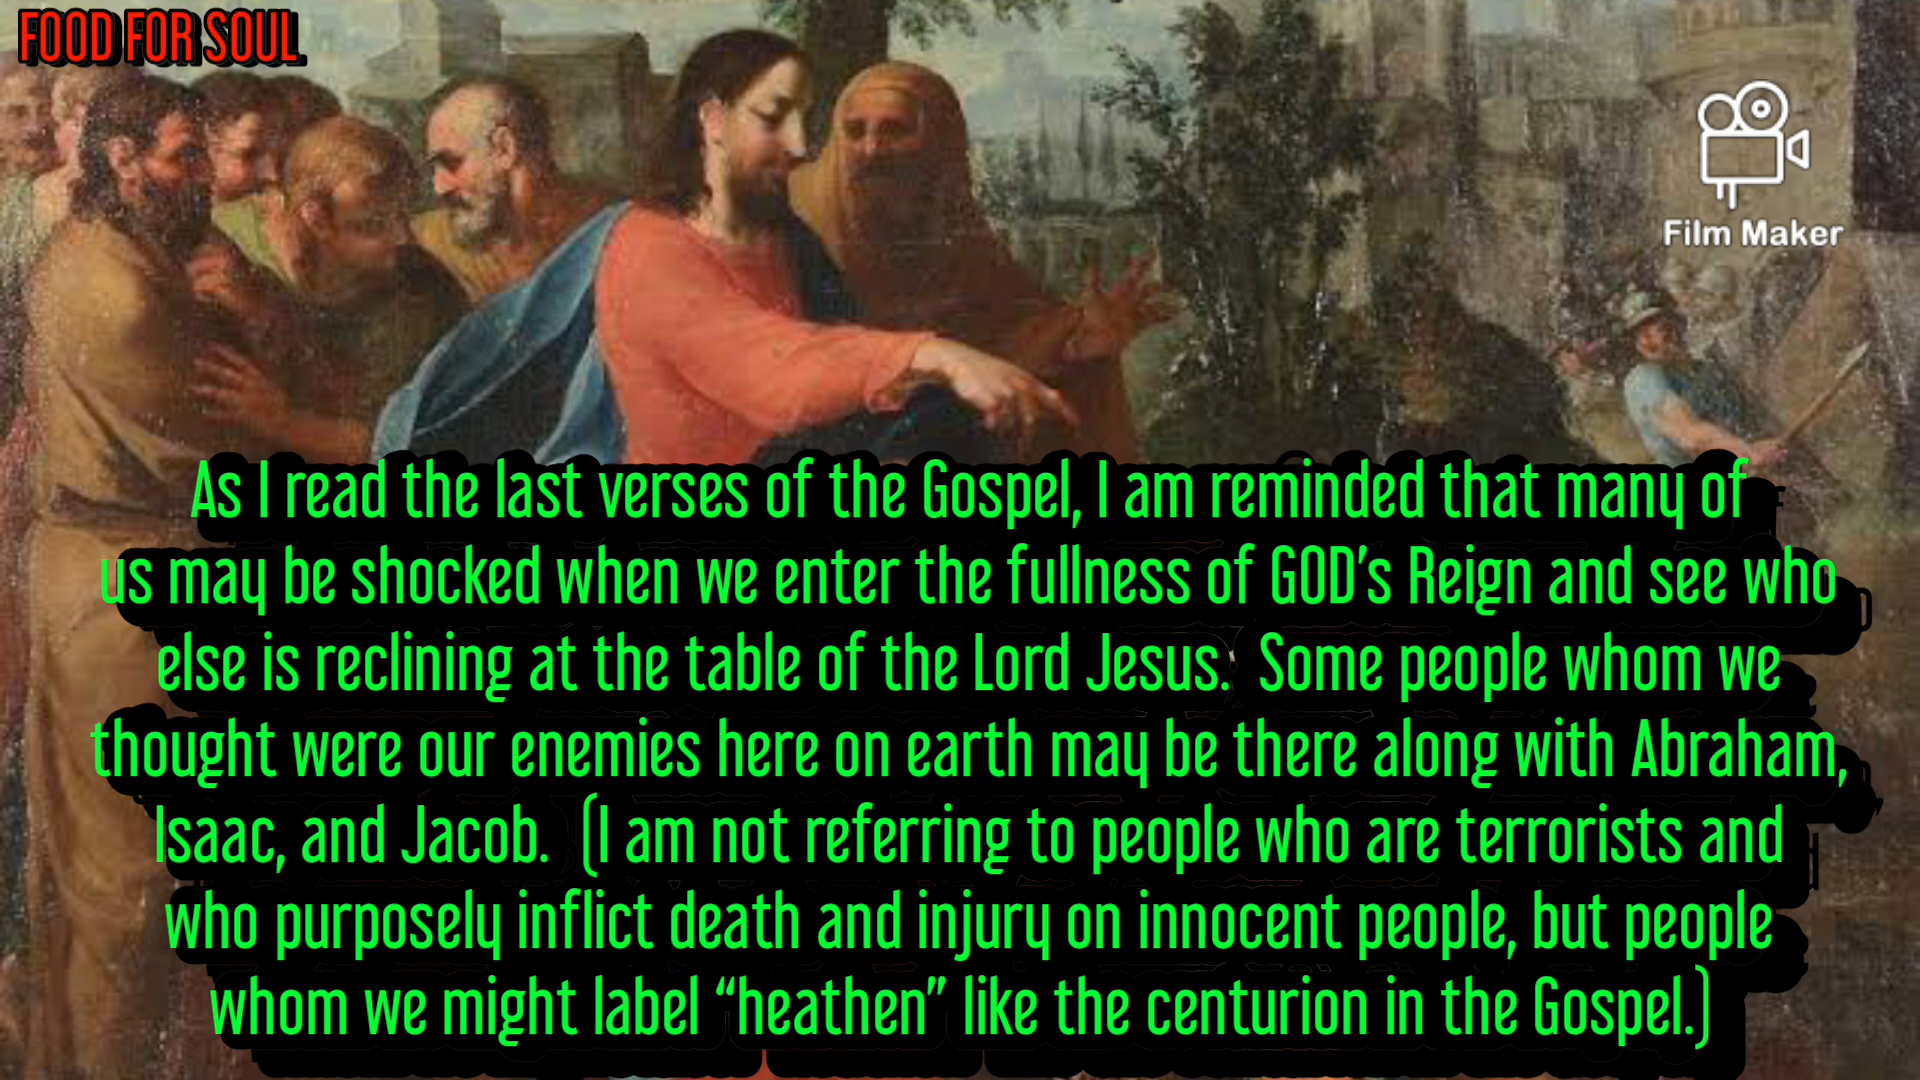 FOOD FOR SOUL
Film Maker
As I read the last verses of the Gospel, I am reminded that many of
us may be shocked when we enter the fullness of GOD's Reign and see who
else is reclining at the table of the Lord Jesus.  Some people whom we
thought were our enemies here on earth may be there along with Abraham,
Isaac, and Jacob.  (I am not referring to people who are terrorists and
who purposely inflict death and injury on innocent people, but people
whom we might label “heathen” like the centurion in the Gospel.)